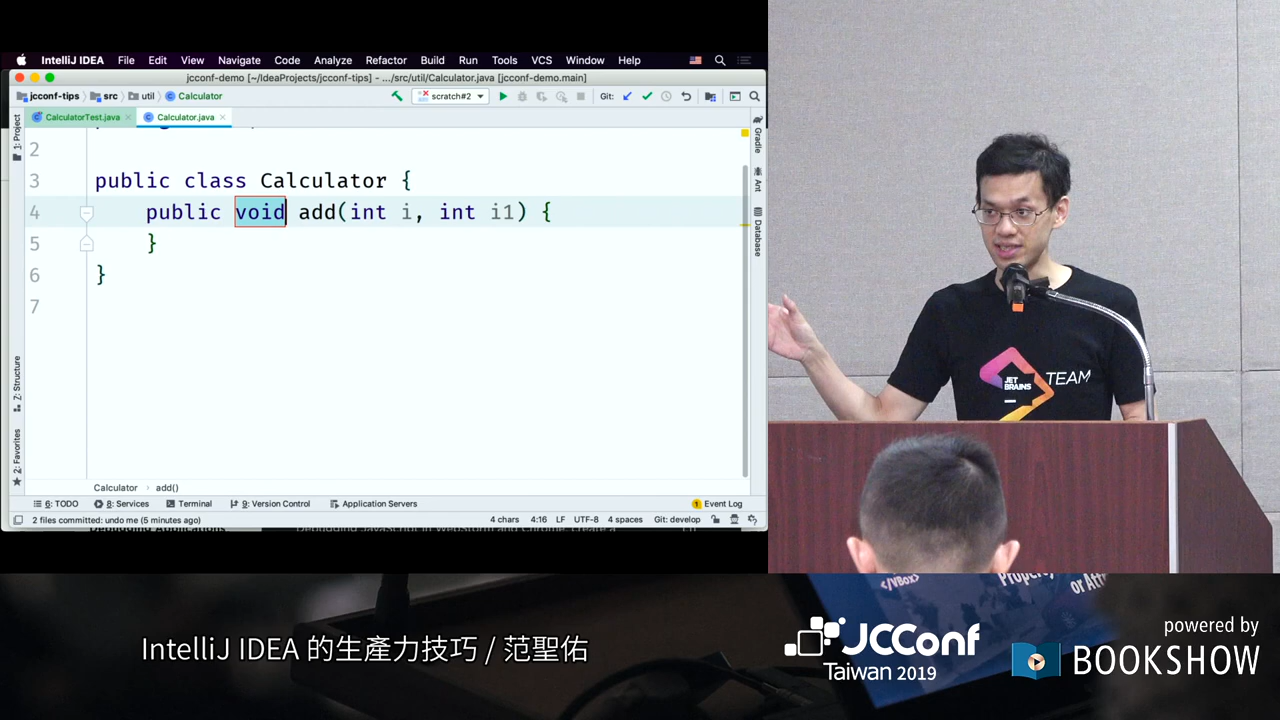 IntelliJ IDEA File Edit View Navigate Code Analyze Refactor Build Run Tools VCS Window Help
jcconf-demo [~/IdeaProjects/jcconf-tips] - .../src/util/Calculator.java [jcconf-demo.main]
jcconf-tips src util Calculator scratch#2 Git:
CalculatorTest.java Calculator.java
1: Project
Gradle
Ant
Database
2
3 public class Calculator {
4 public void add(int i, int i1) {
5 }
6 }
7
Z: Structure
2: Favorites
Calculator add()
6: TODO 8: Services Terminal 9: Version Control Application Servers 1 Event Log
2 files committed: undo me (5 minutes ago) 4 chars 4:16 LF UTF-8 4 spaces Git: develop
JET
BRAINS
TEAM
</VBox>
Property
IntelliJ IDEA 的生產力技巧 / 范聖佑
JCConf
Taiwan 2019
powered by
BOOKSHOW